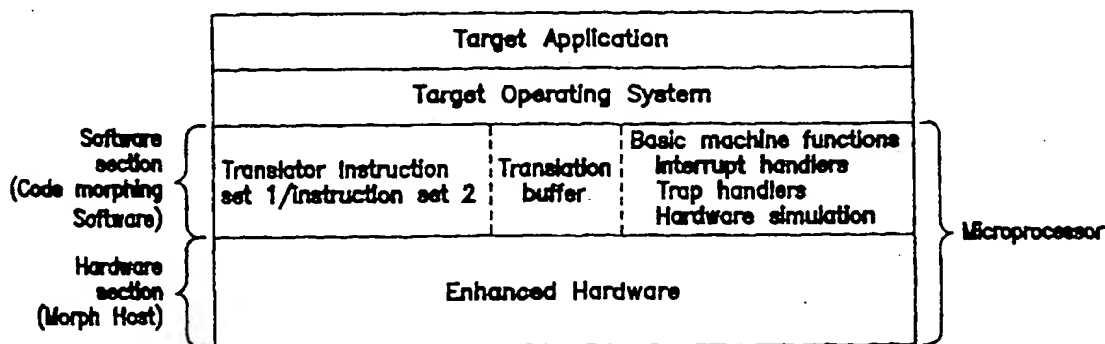 Target Application
Target Operating System
Software
section
(Code morphing
Software)
Translator Instruction
set 1/instruction set 2
Translation
buffer
Basic machine functions
Interrupt handlers
Trap handlers
Hardware simulation
Microprocessor
Hardware
section
(Morph Host)
Enhanced Hardware